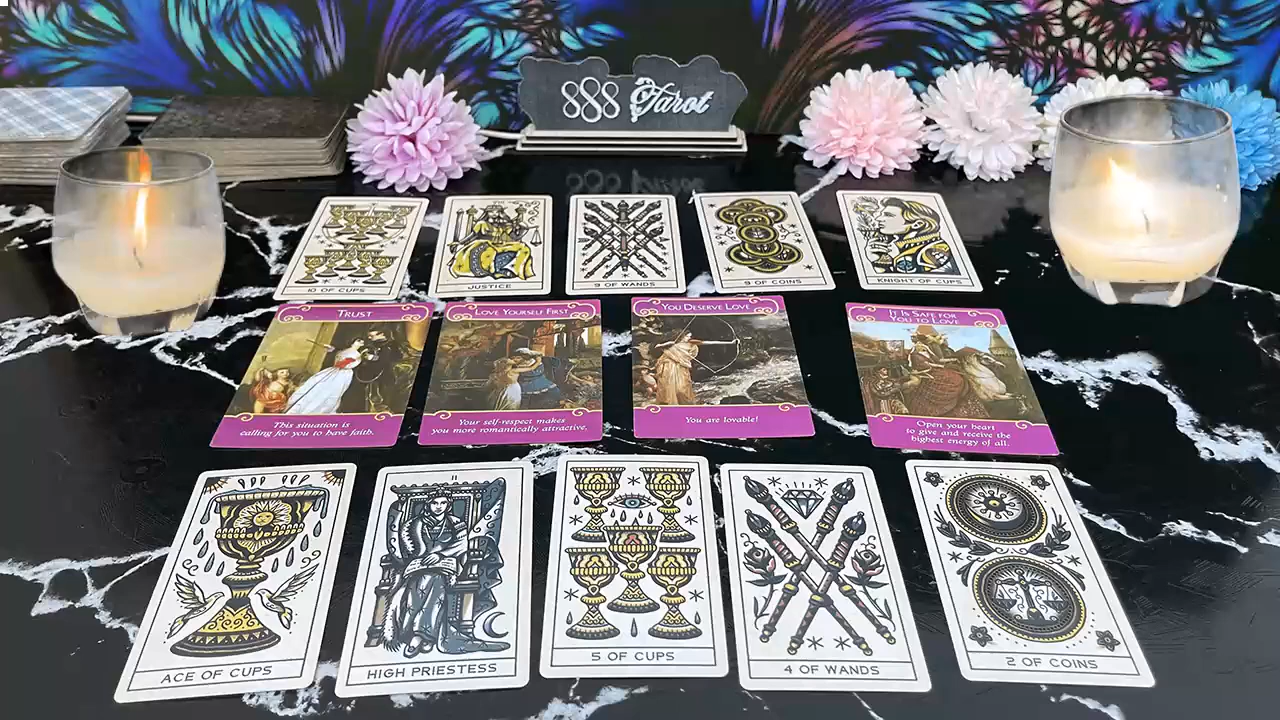 888 Tarot
10 OF CUPS
JUSTICE
9 OF WANDS
9 OF COINS
KNIGHT OF CUPS
TRUST
This situation is
calling for you to have faith.
LOVE YOURSELF FIRST
Your self-respect makes
you more romantically attractive.
YOU DESERVE LOVE
You are lovable!
IT IS SAFE FOR
YOU TO LOVE
Open your heart
to give and receive the
highest energy of all.
ACE OF CUPS
II
HIGH PRIESTESS
5 OF CUPS
4 OF WANDS
2 OF COINS